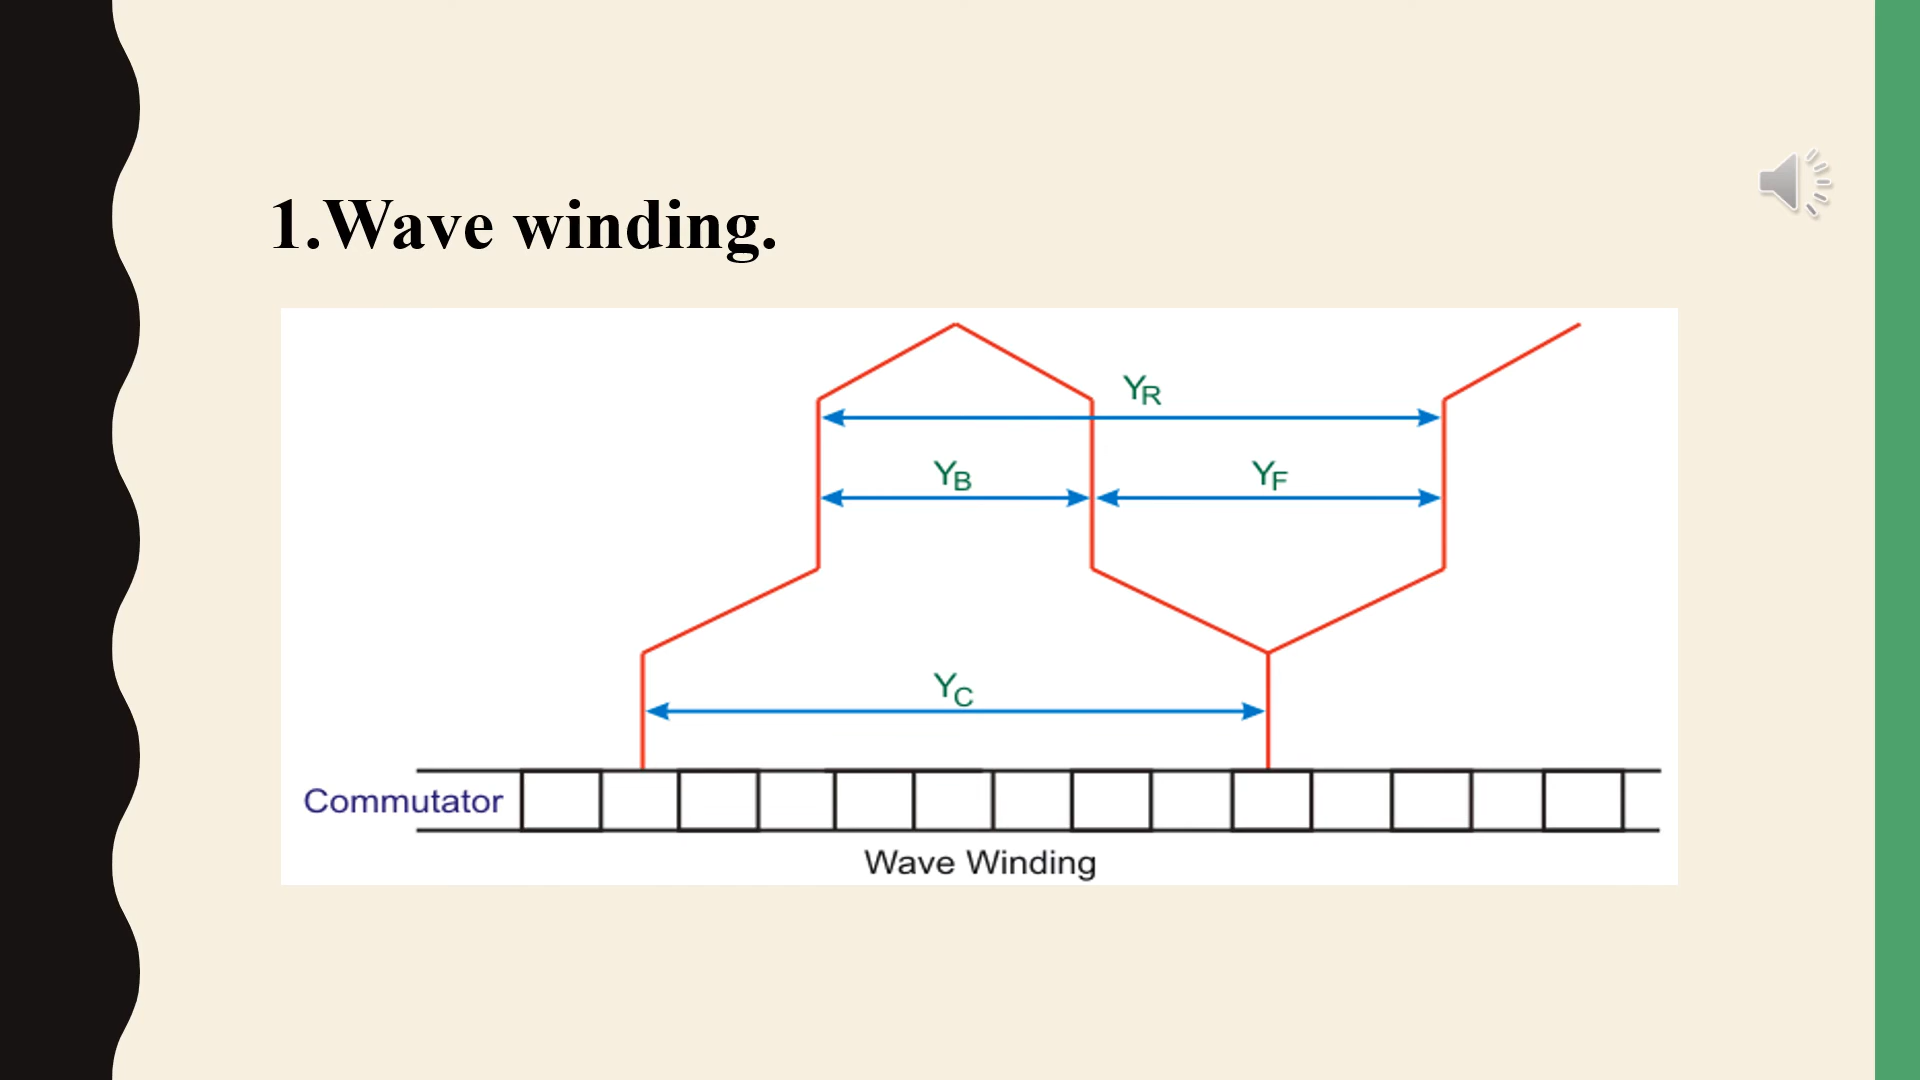 1.Wave winding.
YR
YB YF
YC
Commutator
Wave Winding